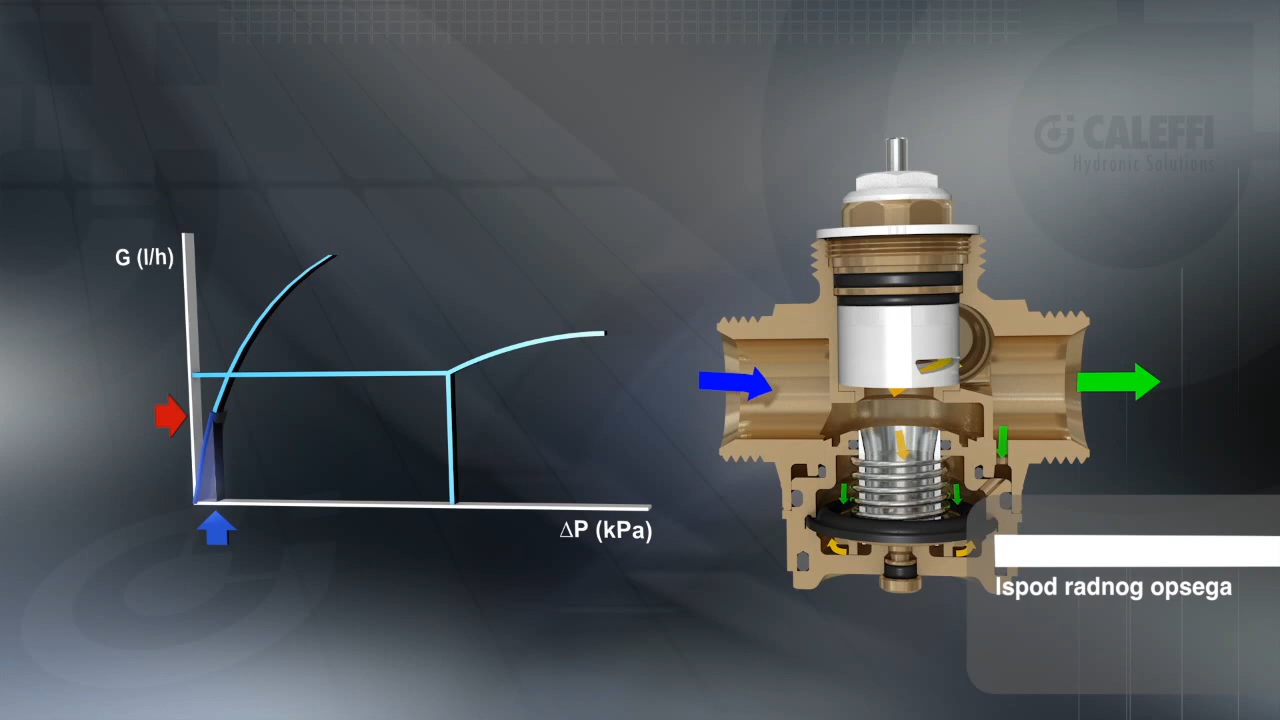 CALEFFI
Hydronic Solutions
G (l/h)
ΔP (kPa)
Ispod radnog opsega